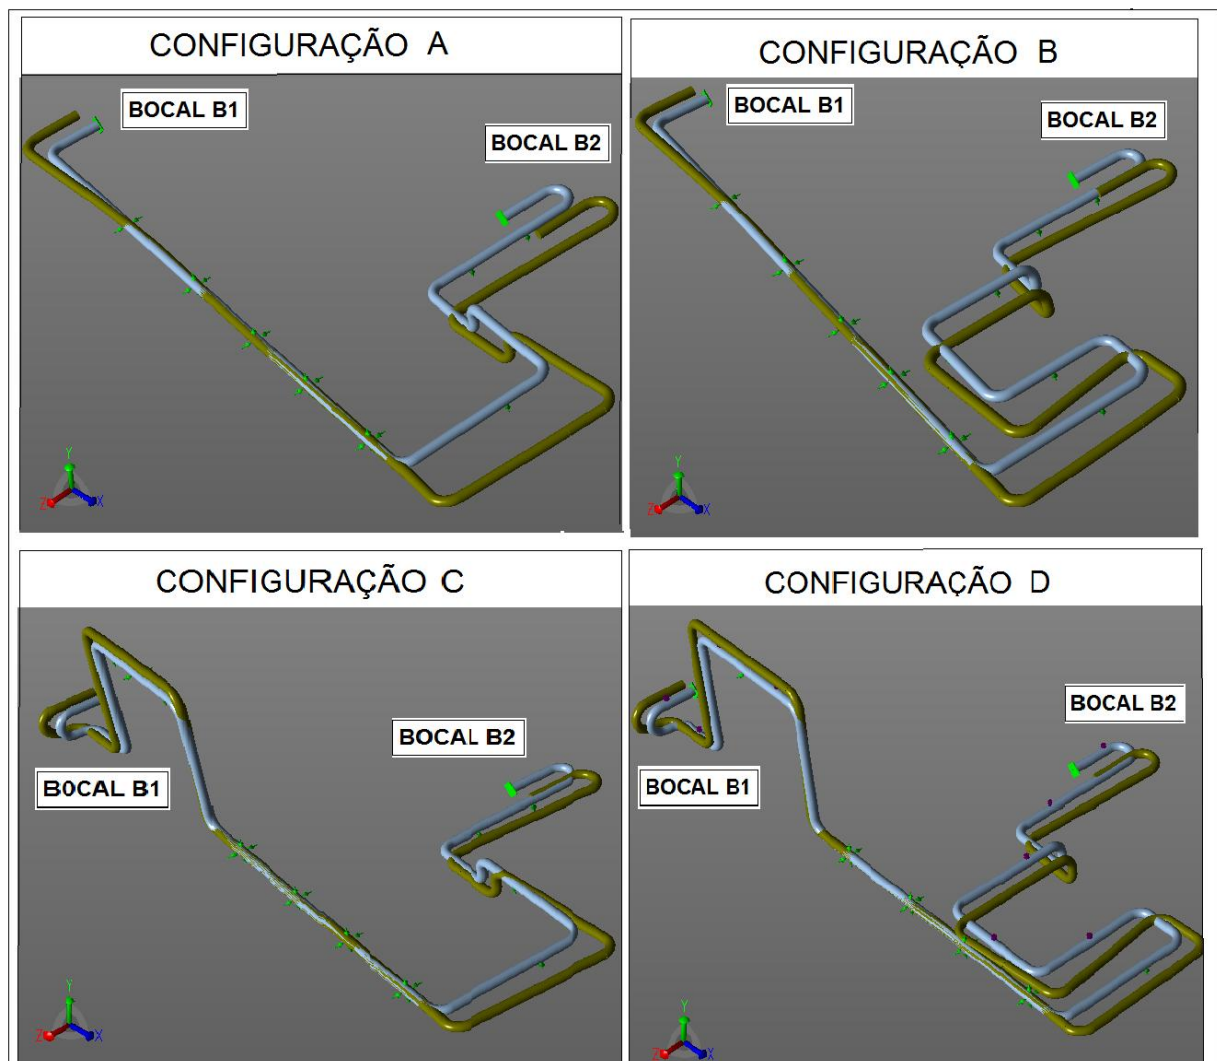 CONFIGURAÇÃO A
BOCAL B1
BOCAL B2
Y
Z
X
CONFIGURAÇÃO B
BOCAL B1
BOCAL B2
Y
Z
X
CONFIGURAÇÃO C
B0CAL B1
BOCAL B2
Y
Z
X
CONFIGURAÇÃO D
BOCAL B1
BOCAL B2
Y
Z
X